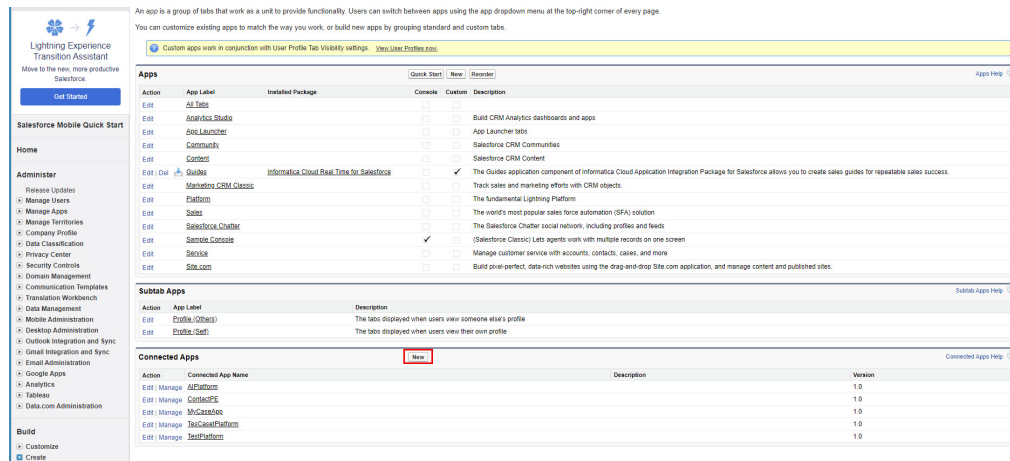 Lightning Experience
Transition Assistant
Move to the new, more productive
Salesforce.
Get Started
Salesforce Mobile Quick Start
Home
Administer
Release Updates
Manage Users
Manage Apps
Manage Territories
Company Profile
Data Classification
Privacy Center
Security Controls
Domain Management
Communication Templates
Translation Workbench
Data Management
Mobile Administration
Desktop Administration
Outlook Integration and Sync
Gmail Integration and Sync
Email Administration
Google Apps
Analytics
Tableau
Data.com Administration
Build
Customize
Create
An app is a group of tabs that work as a unit to provide functionality. Users can switch between apps using the app dropdown menu at the top-right corner of every page.
You can customize existing apps to match the way you work, or build new apps by grouping standard and custom tabs.
Custom apps work in conjunction with User Profile Tab Visibility settings. View User Profiles now.
Apps Quick Start New Reorder Apps Help
Action App Label Installed Package Console Custom Description
Edit All Tabs
Edit Analytics Studio Build CRM Analytics dashboards and apps
Edit App Launcher App Launcher tabs
Edit Community Salesforce CRM Communities
Edit Content Salesforce CRM Content
Edit | Del Guides Informatica Cloud Real Time for Salesforce The Guides application component of Informatica Cloud Application Integration Package for Salesforce allows you to create sales guides for repeatable sales success.
Edit Marketing CRM Classic Track sales and marketing efforts with CRM objects.
Edit Platform The fundamental Lightning Platform
Edit Sales The world's most popular sales force automation (SFA) solution
Edit Salesforce Chatter The Salesforce Chatter social network, including profiles and feeds
Edit Sample Console (Salesforce Classic) Lets agents work with multiple records on one screen
Edit Service Manage customer service with accounts, contacts, cases, and more
Edit Site.com Build pixel-perfect, data-rich websites using the drag-and-drop Site.com application, and manage content and published sites.
Subtab Apps Subtab Apps Help
Action App Label Description
Edit Profile (Others) The tabs displayed when users view someone else's profile
Edit Profile (Self) The tabs displayed when users view their own profile
Connected Apps New Connected Apps Help
Action Connected App Name Description Version
Edit | Manage AIPlatform 1.0
Edit | Manage ContactPE 1.0
Edit | Manage MyCaseApp 1.0
Edit | Manage TesCasetPlatform 1.0
Edit | Manage TestPlatform 1.0